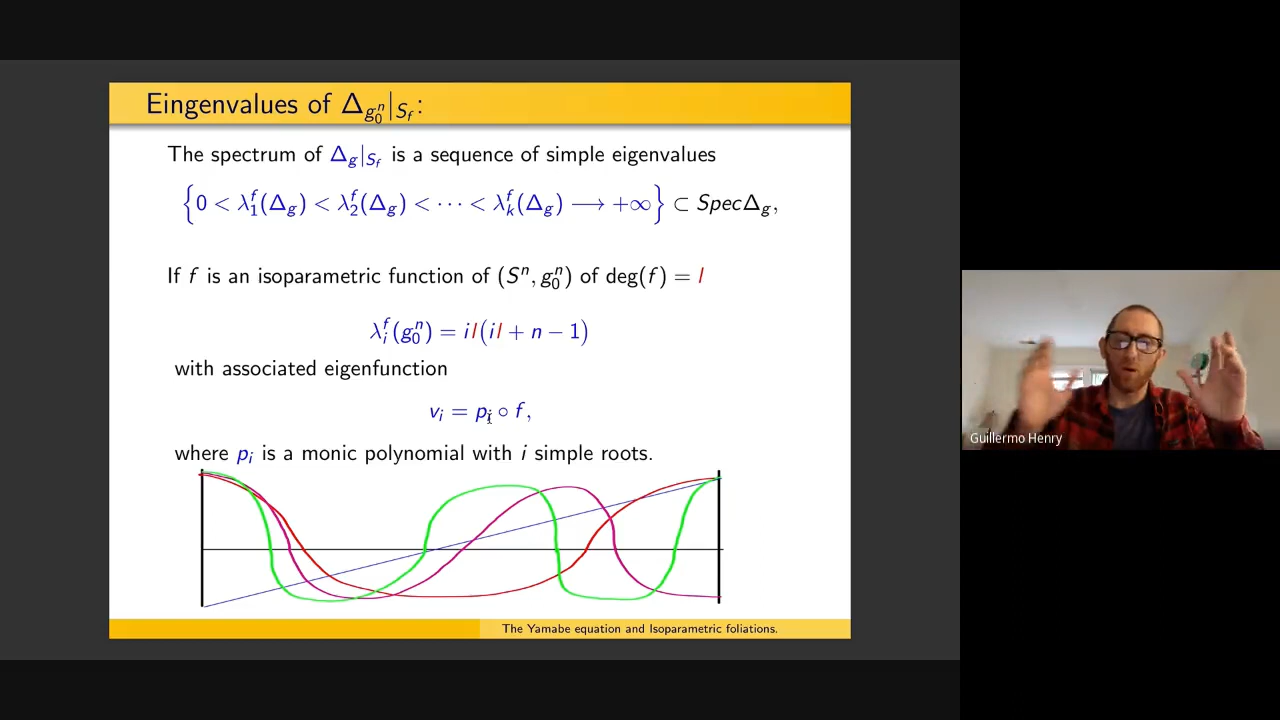 Eingenvalues of Δ_{g_0^n}|_{S_f}:
The spectrum of Δ_g|_{S_f} is a sequence of simple eigenvalues
{0 < λ_1^f(Δ_g) < λ_2^f(Δ_g) < ⋯ < λ_k^f(Δ_g) ⟶ +∞} ⊂ SpecΔ_g,
If f is an isoparametric function of (S^n, g_0^n) of deg(f) = l
λ_i^f(g_0^n) = il(il + n − 1)
with associated eigenfunction
v_i = p_i ∘ f,
where p_i is a monic polynomial with i simple roots.
The Yamabe equation and Isoparametric foliations.
Guillermo Henry